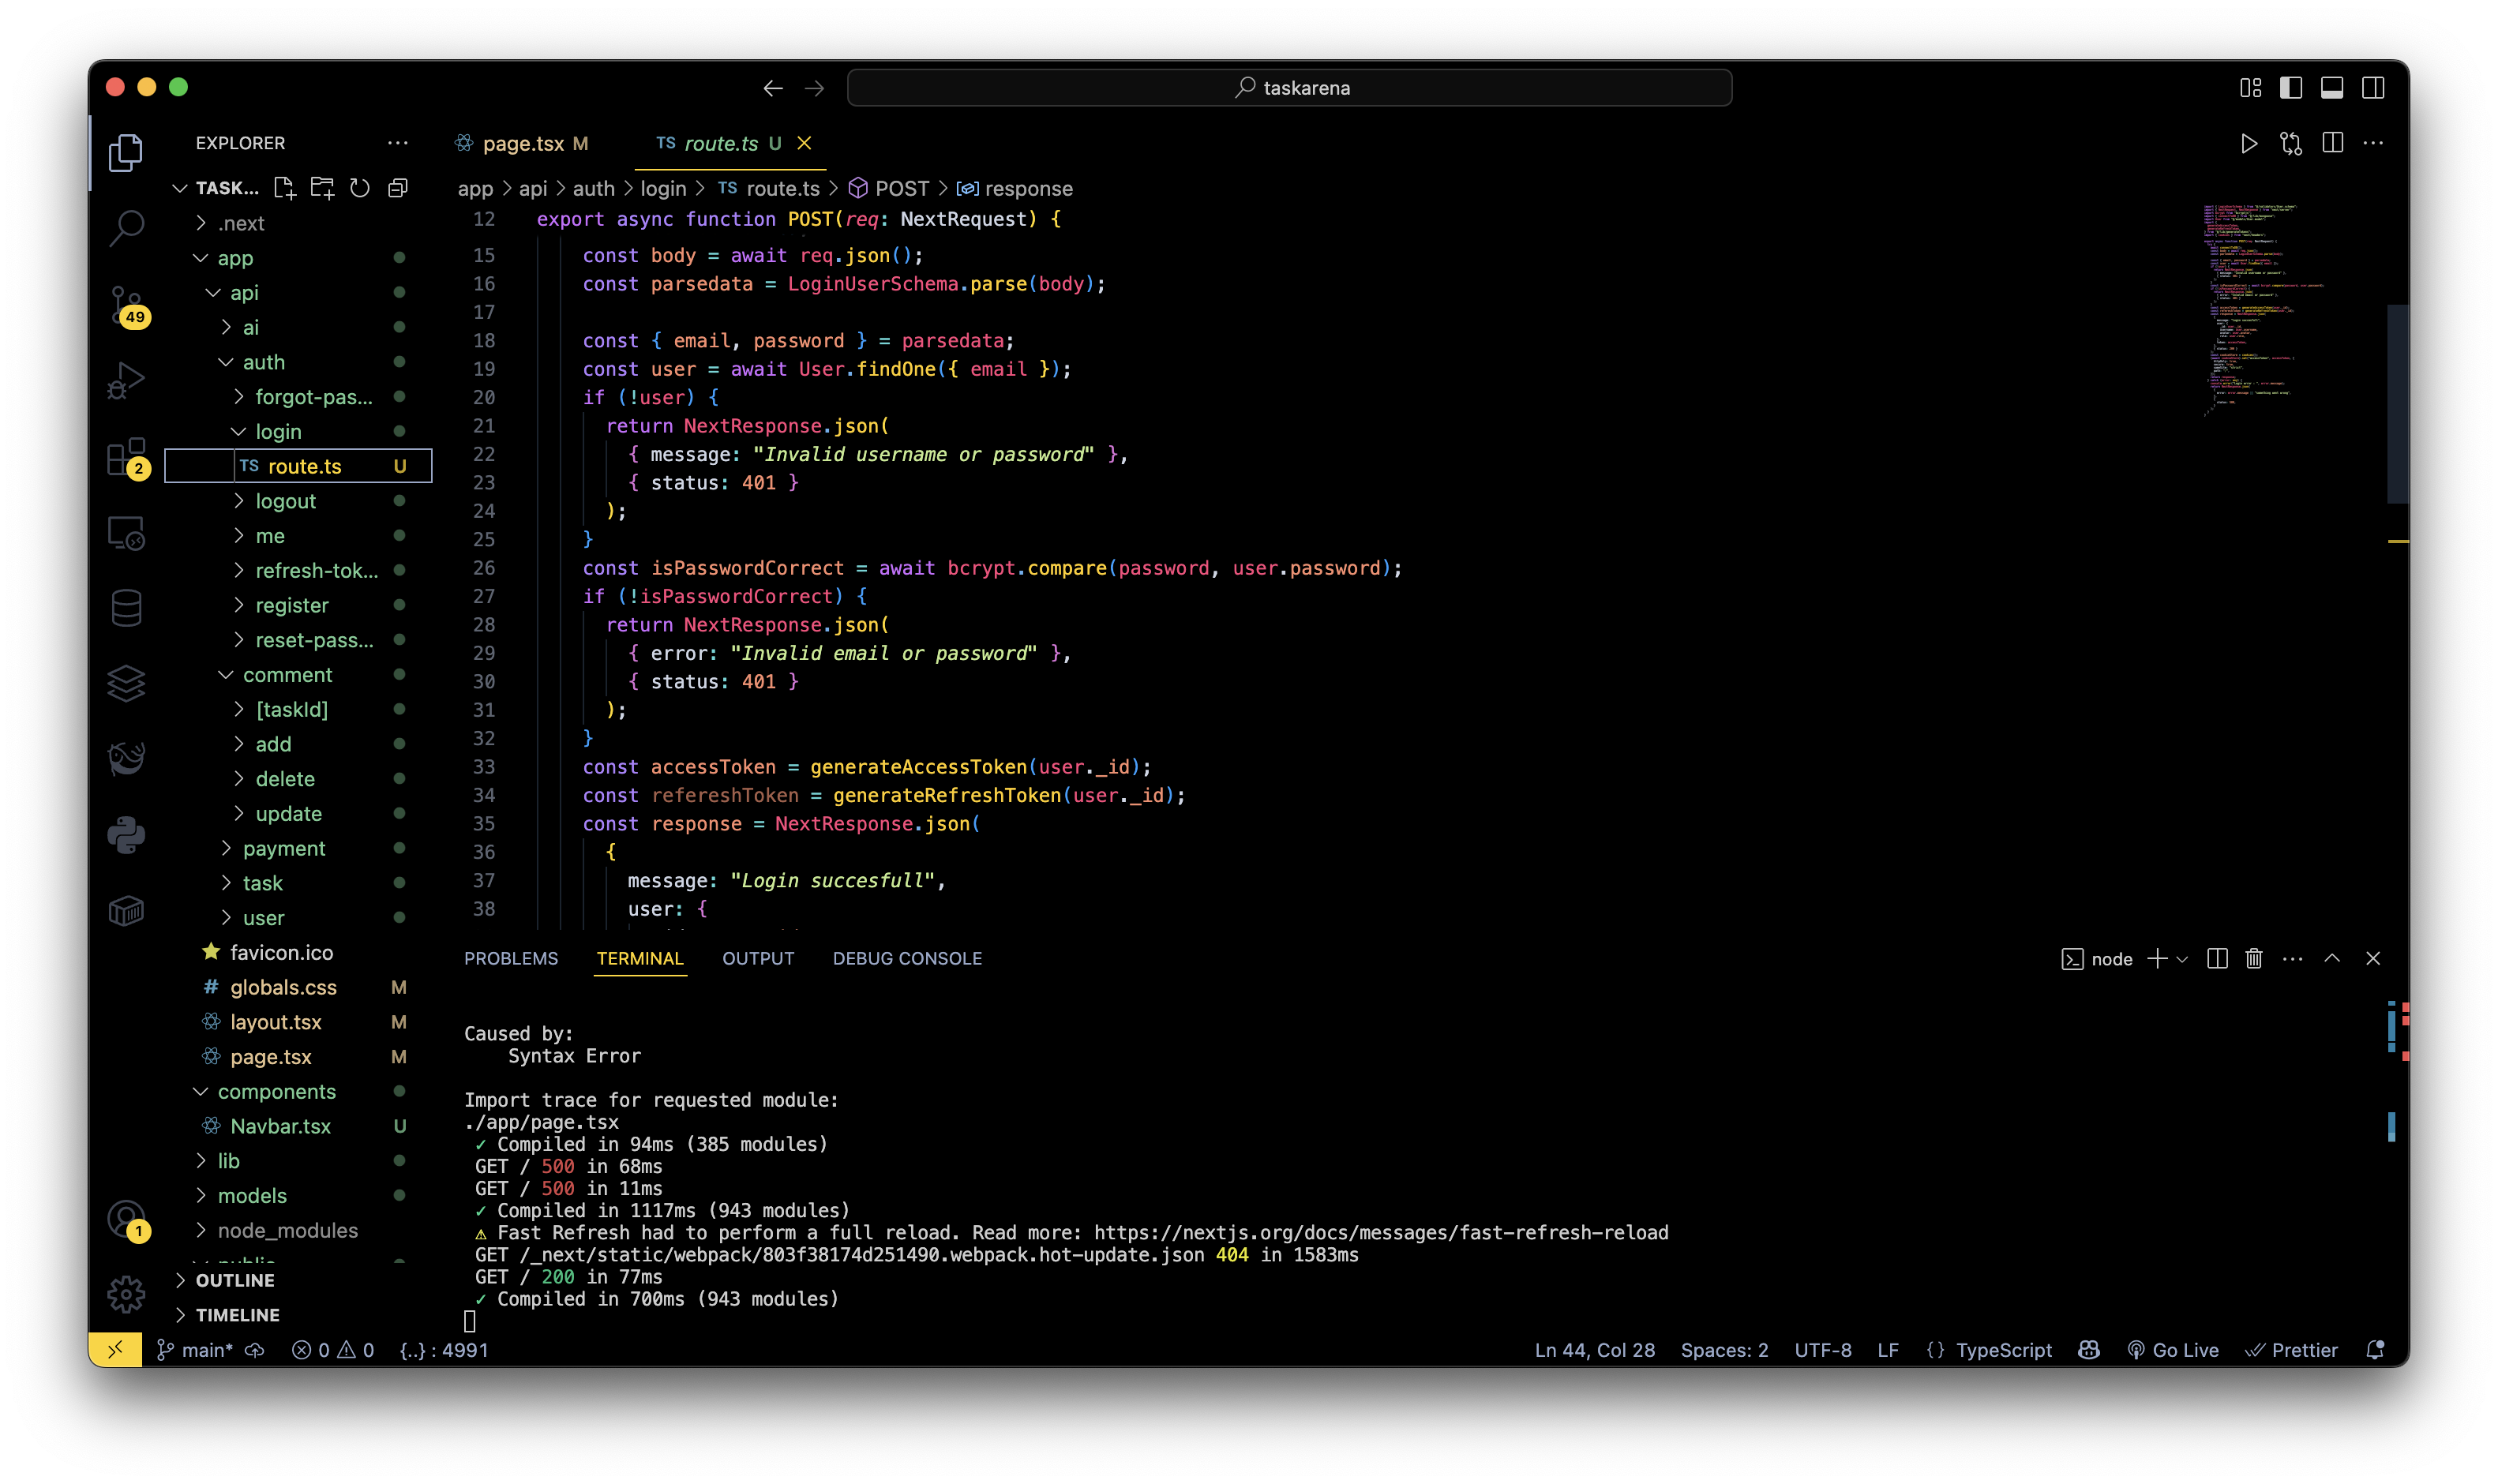 taskarena
EXPLORER
TASK...
.next
app
api
ai
auth
forgot-pas...
login
TS route.ts U
logout
me
refresh-tok...
register
reset-pass...
comment
[taskId]
add
delete
update
payment
task
user
favicon.ico
# globals.css M
layout.tsx M
page.tsx M
components
Navbar.tsx U
lib
models
node_modules
OUTLINE
TIMELINE
49
2
1
page.tsx M
TS route.ts U
app > api > auth > login > TS route.ts > POST > response
12 export async function POST(req: NextRequest) {
15 const body = await req.json();
16 const parsedata = LoginUserSchema.parse(body);
17
18 const { email, password } = parsedata;
19 const user = await User.findOne({ email });
20 if (!user) {
21 return NextResponse.json(
22 { message: "Invalid username or password" },
23 { status: 401 }
24 );
25 }
26 const isPasswordCorrect = await bcrypt.compare(password, user.password);
27 if (!isPasswordCorrect) {
28 return NextResponse.json(
29 { error: "Invalid email or password" },
30 { status: 401 }
31 );
32 }
33 const accessToken = generateAccessToken(user._id);
34 const refereshToken = generateRefreshToken(user._id);
35 const response = NextResponse.json(
36 {
37 message: "Login succesfull",
38 user: {
PROBLEMS TERMINAL OUTPUT DEBUG CONSOLE
node
Caused by:
Syntax Error
Import trace for requested module:
./app/page.tsx
✓ Compiled in 94ms (385 modules)
GET / 500 in 68ms
GET / 500 in 11ms
✓ Compiled in 1117ms (943 modules)
⚠ Fast Refresh had to perform a full reload. Read more: https://nextjs.org/docs/messages/fast-refresh-reload
GET /_next/static/webpack/803f38174d251490.webpack.hot-update.json 404 in 1583ms
GET / 200 in 77ms
✓ Compiled in 700ms (943 modules)
main* 0 0 {..} : 4991
Ln 44, Col 28 Spaces: 2 UTF-8 LF {} TypeScript Go Live Prettier